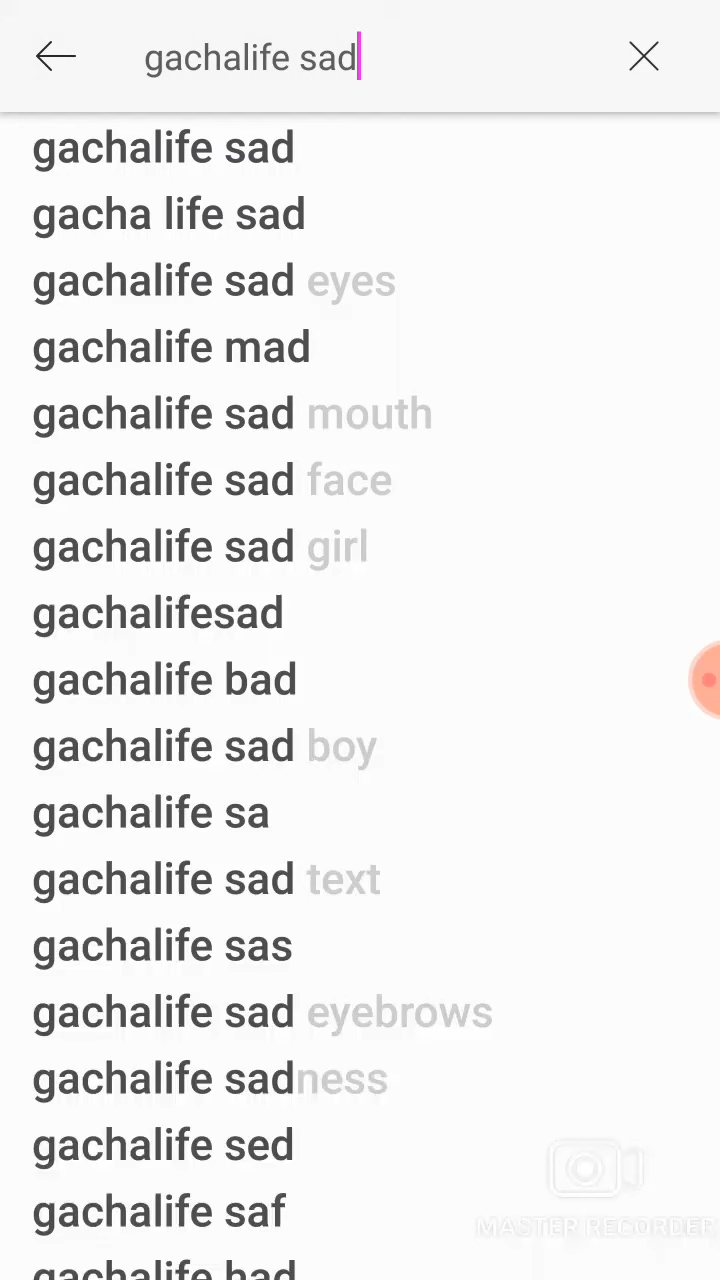 gachalife sad
gachalife sad
gacha life sad
gachalife sad eyes
gachalife mad
gachalife sad mouth
gachalife sad face
gachalife sad girl
gachalifesad
gachalife bad
gachalife sad boy
gachalife sa
gachalife sad text
gachalife sas
gachalife sad eyebrows
gachalife sadness
gachalife sed
gachalife saf
MASTER RECORDER
gachalife had